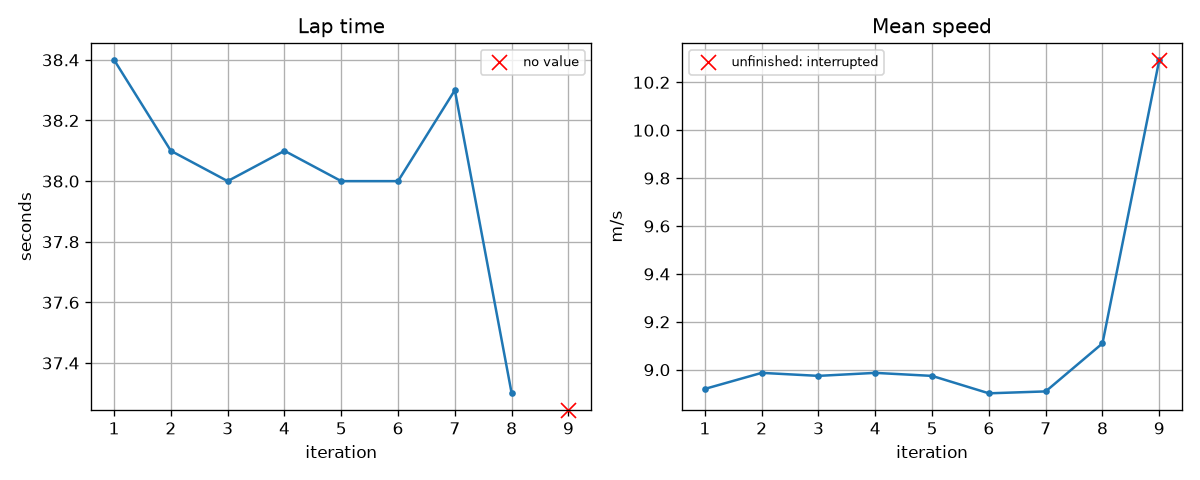 Lap time
no value
38.4
38.2
38.0
37.8
37.6
37.4
seconds
1 2 3 4 5 6 7 8 9
iteration
Mean speed
unfinished: interrupted
10.2
10.0
9.8
9.6
9.4
9.2
9.0
m/s
1 2 3 4 5 6 7 8 9
iteration